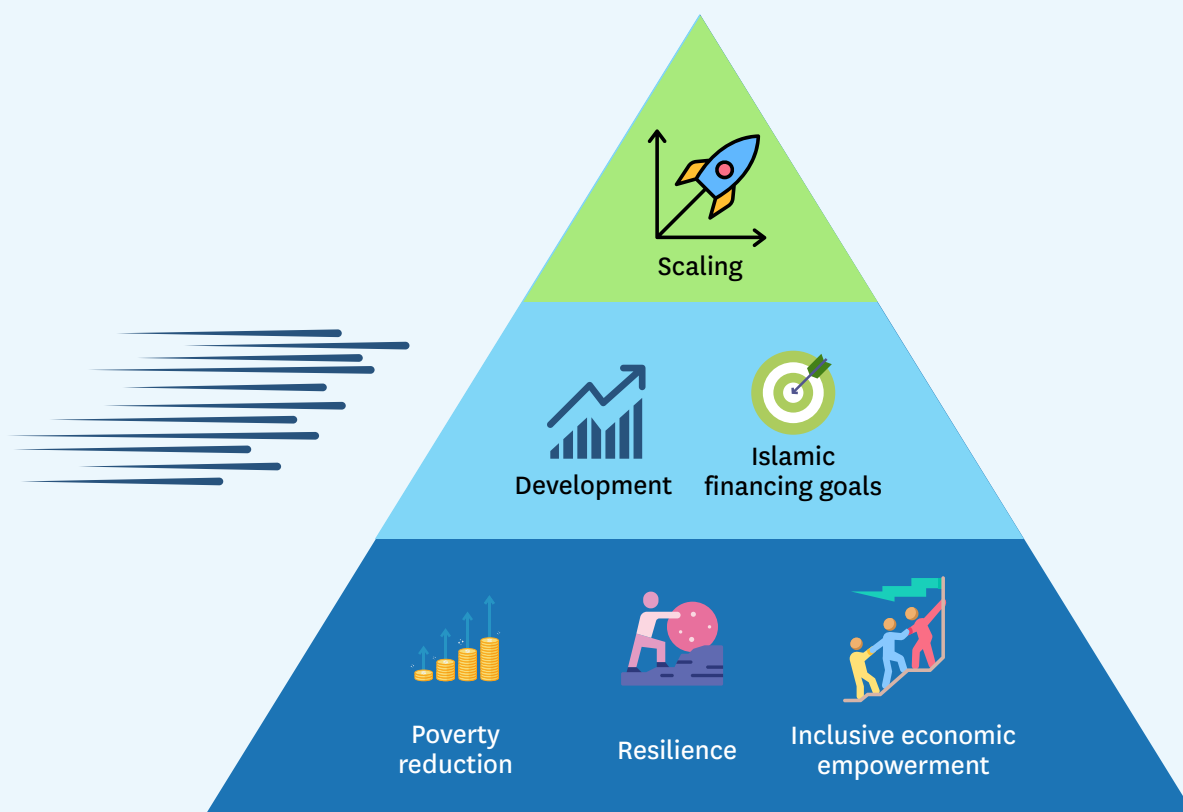 Scaling
Development
Islamic
financing goals
Poverty
reduction
Resilience
Inclusive economic
empowerment